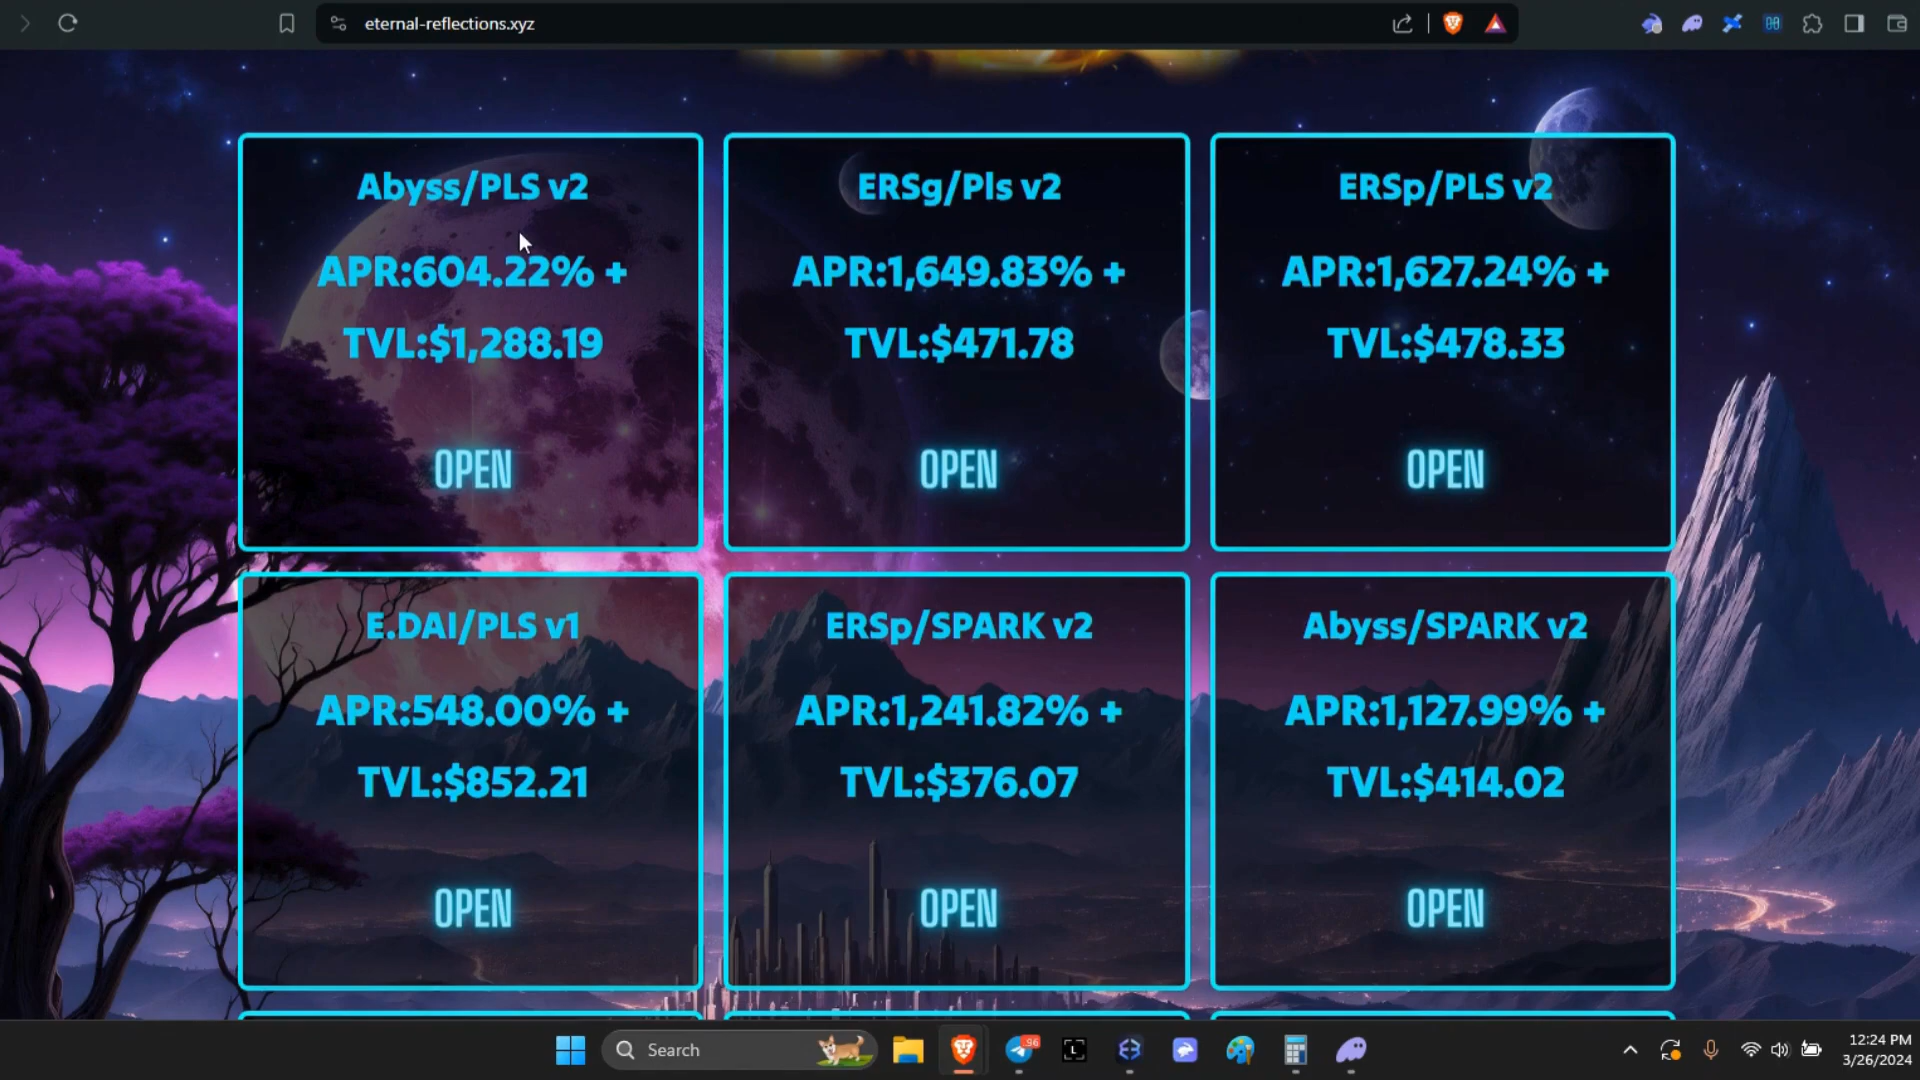 eternal-reflections.xyz
Abyss/PLS v2
APR:604.22% +
TVL:$1,288.19
OPEN
ERSg/Pls v2
APR:1,649.83% +
TVL:$471.78
OPEN
ERSp/PLS v2
APR:1,627.24% +
TVL:$478.33
OPEN
E.DAI/PLS v1
APR:548.00% +
TVL:$852.21
OPEN
ERSp/SPARK v2
APR:1,241.82% +
TVL:$376.07
OPEN
Abyss/SPARK v2
APR:1,127.99% +
TVL:$414.02
OPEN
Search
96
L
12:24 PM
3/26/2024